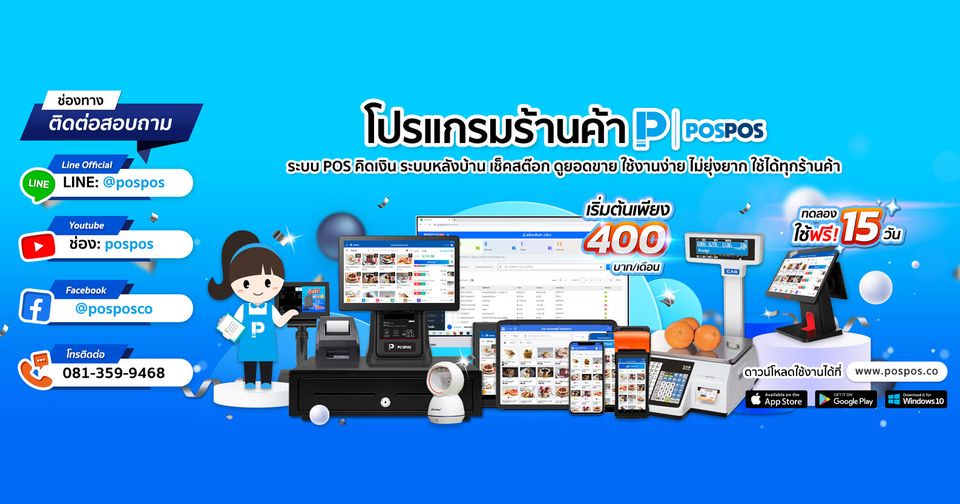 ช่องทาง
ติดต่อสอบถาม
Line Official
LINE
LINE: @pospos
Youtube
ช่อง: pospos
Facebook
@posposco
โทรติดต่อ
081-359-9468
โปรแกรมร้านค้า P POSPOS
ระบบ POS คิดเงิน ระบบหลังบ้าน เช็คสต๊อก ดูยอดขาย ใช้งานง่าย ไม่ยุ่งยาก ใช้ได้ทุกร้านค้า
เริ่มต้นเพียง
400
บาท/เดือน
ทดลอง
ใช้ฟรี! 15 วัน
P
POSPOS
CAS
ดาวน์โหลดใช้งานได้ที่ www.pospos.co
Available on the
App Store
GET IT ON
Google Play
Download it for
Windows 10